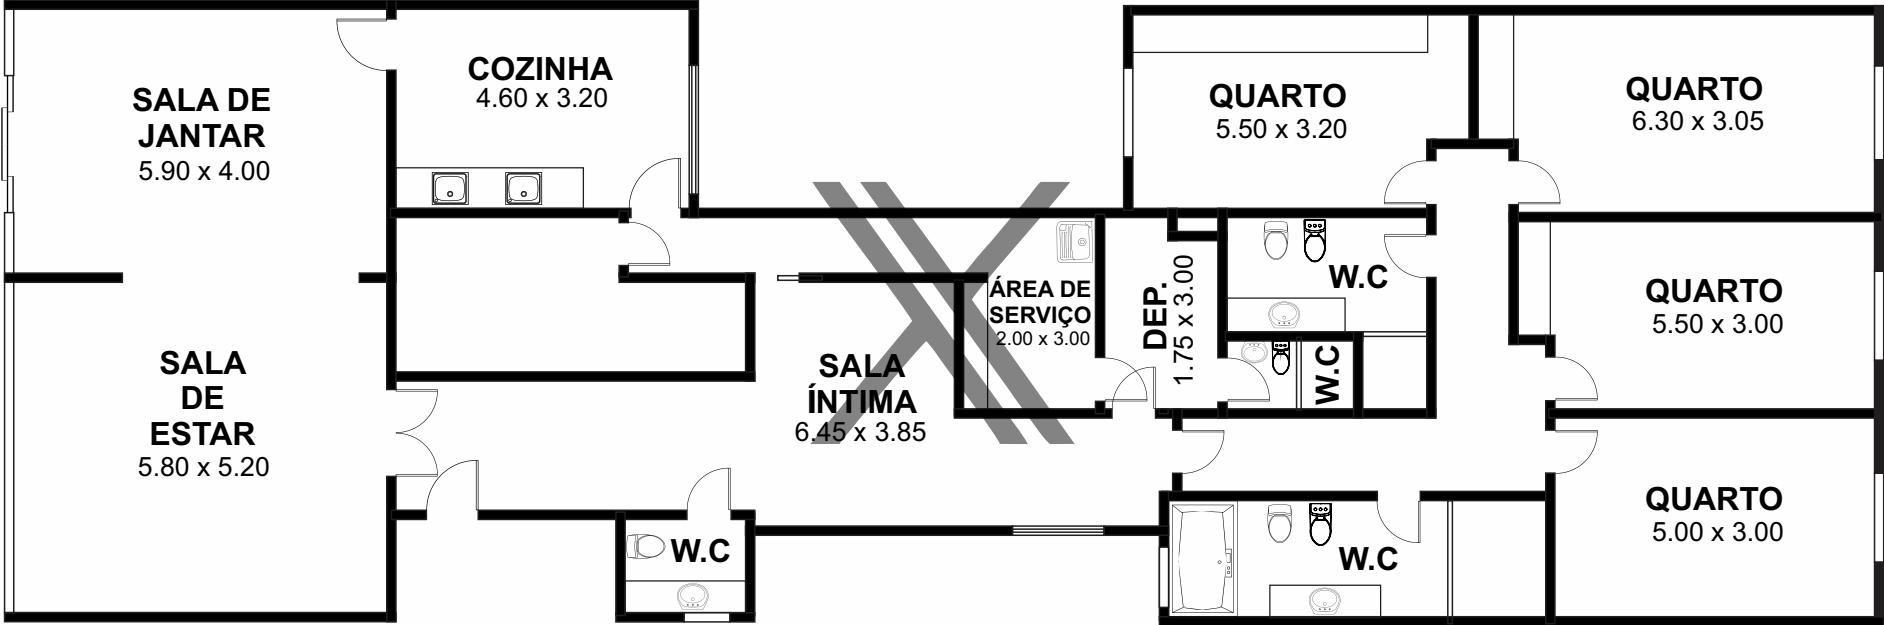 SALA DE
JANTAR
5.90 x 4.00
COZINHA
4.60 x 3.20
QUARTO
5.50 x 3.20
QUARTO
6.30 x 3.05
SALA
DE
ESTAR
5.80 x 5.20
SALA
ÍNTIMA
6.45 x 3.85
ÁREA DE
SERVIÇO
2.00 x 3.00
DEP.
1.75 x 3.00
W.C
W.C
QUARTO
5.50 x 3.00
W.C
W.C
QUARTO
5.00 x 3.00